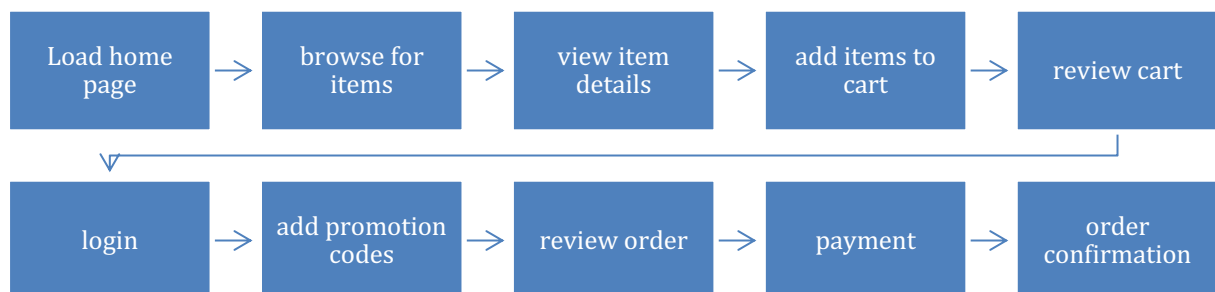 Load home
page
browse for
items
view item
details
add items to
cart
review cart
login
add promotion
codes
review order
payment
order
confirmation